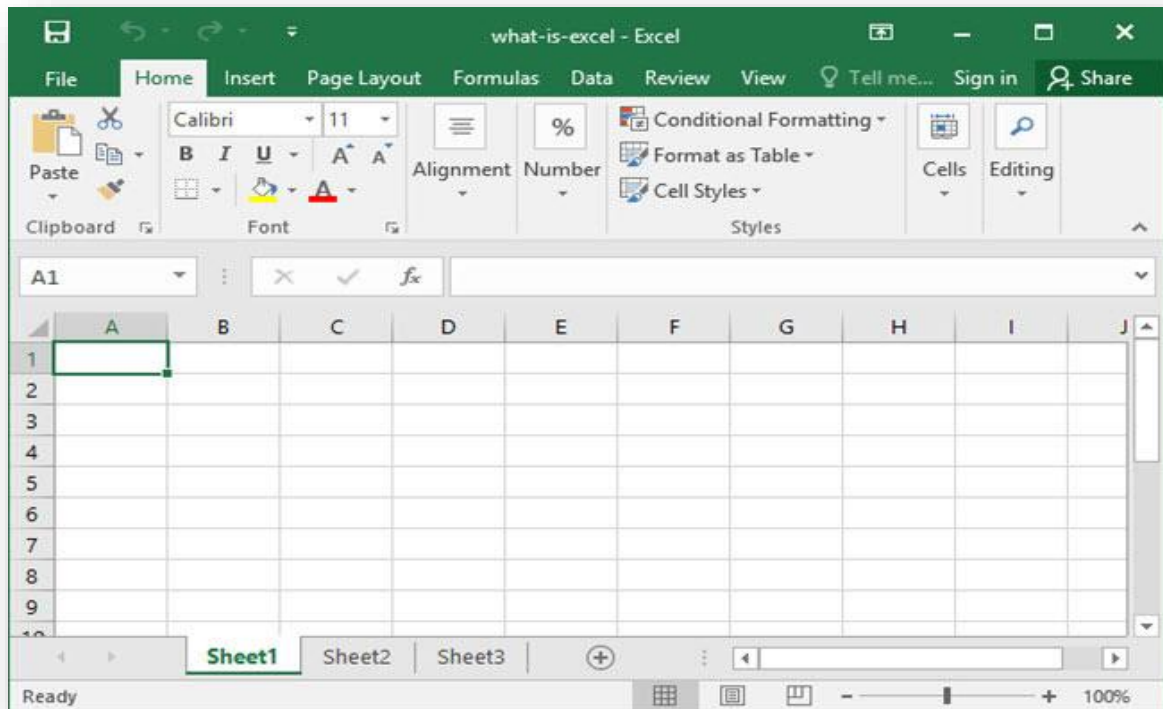 what-is-excel - Excel
File Home Insert Page Layout Formulas Data Review View Tell me... Sign in Share
Calibri 11
% Conditional Formatting
B I U A A Format as Table
Paste Alignment Number Cells Editing
A Cell Styles
Clipboard Font Styles
A1 fx
A B C D E F G H I J
1
2
3
4
5
6
7
8
9
10
Sheet1 Sheet2 Sheet3
Ready - + 100%